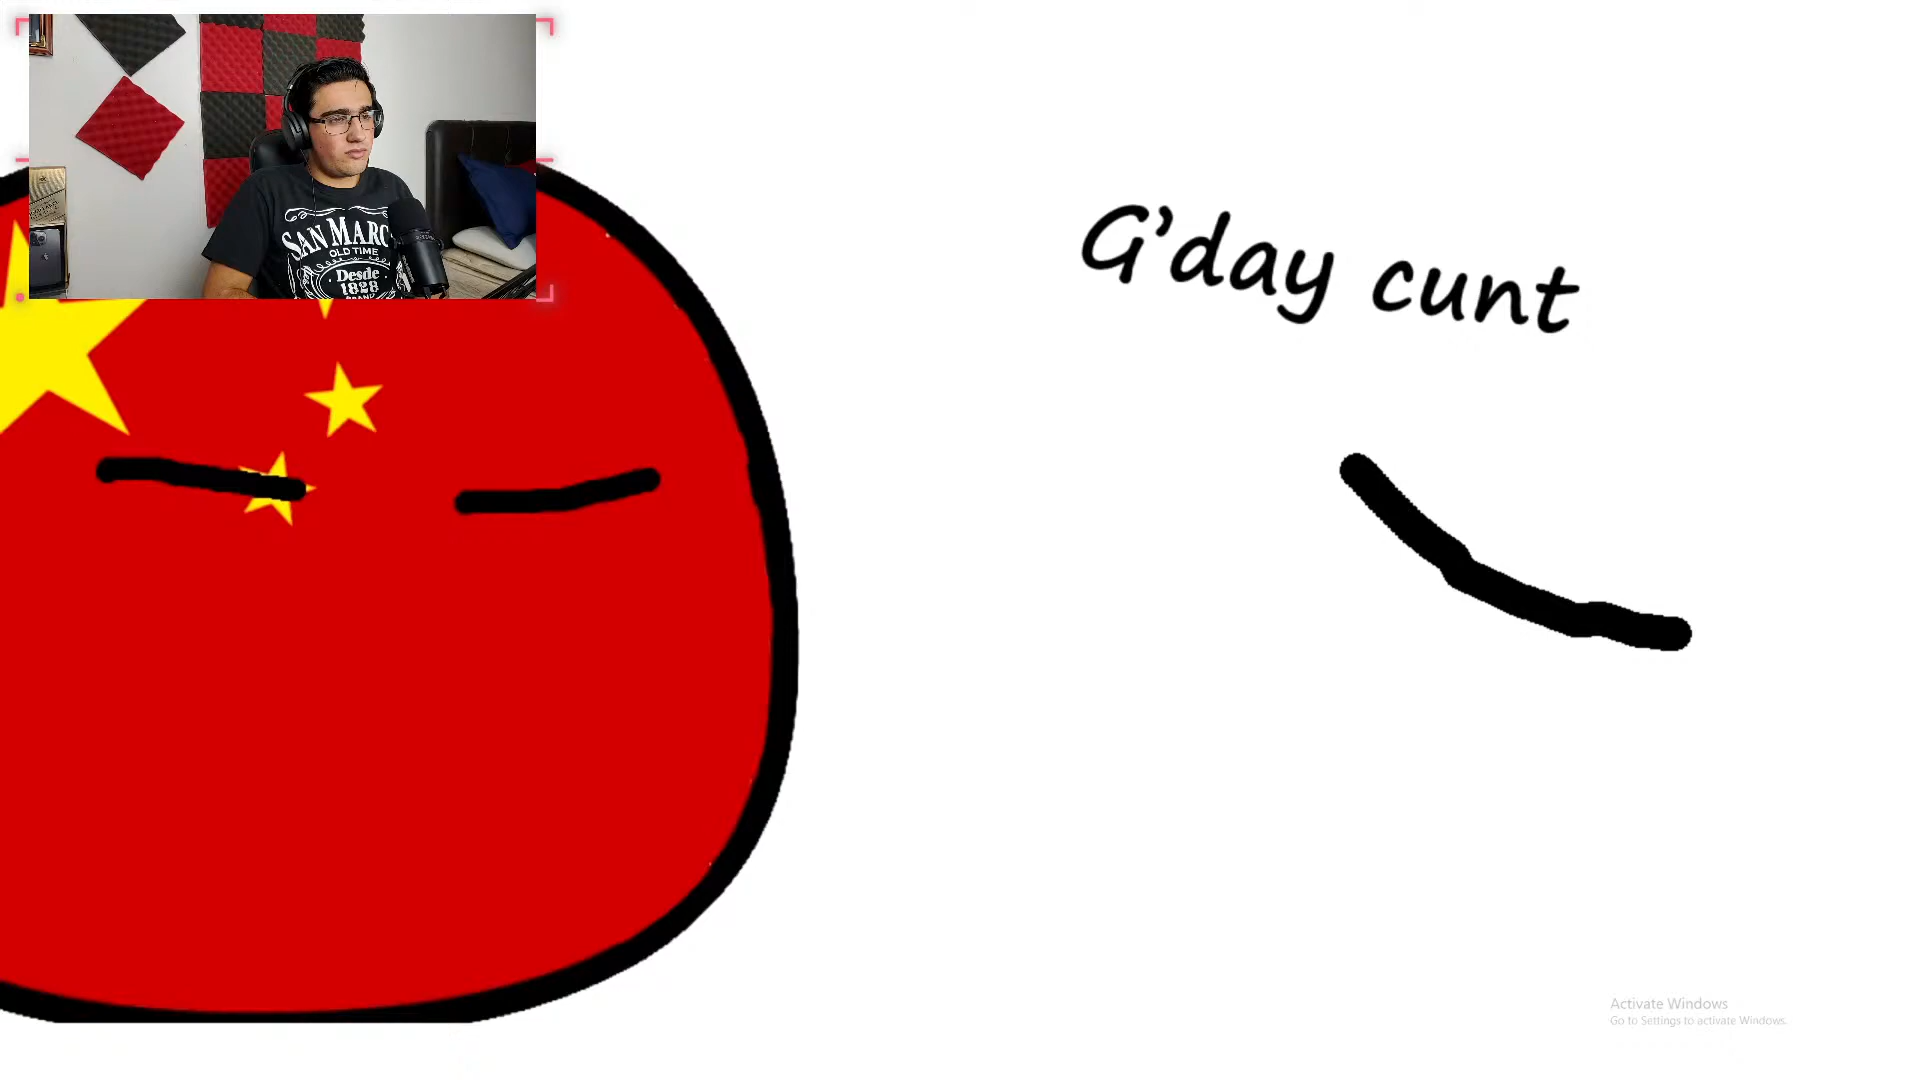 SAN MARC
OLD TIME
Desde
1828
G'day cunt
Activate Windows
Go to Settings to activate Windows.